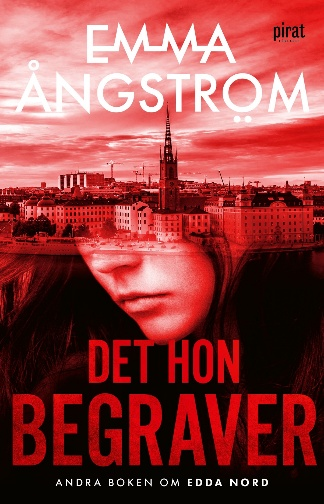 pirat
EMMA
ÅNGSTRÖM
DET HON
BEGRAVER
ANDRA BOKEN OM EDDA NORD